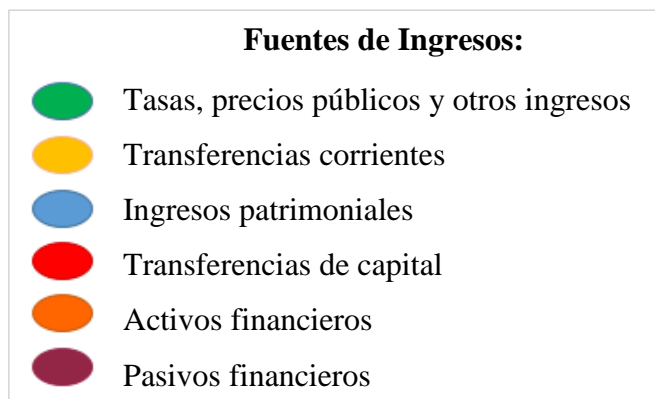 Fuentes de Ingresos:
Tasas, precios públicos y otros ingresos
Transferencias corrientes
Ingresos patrimoniales
Transferencias de capital
Activos financieros
Pasivos financieros